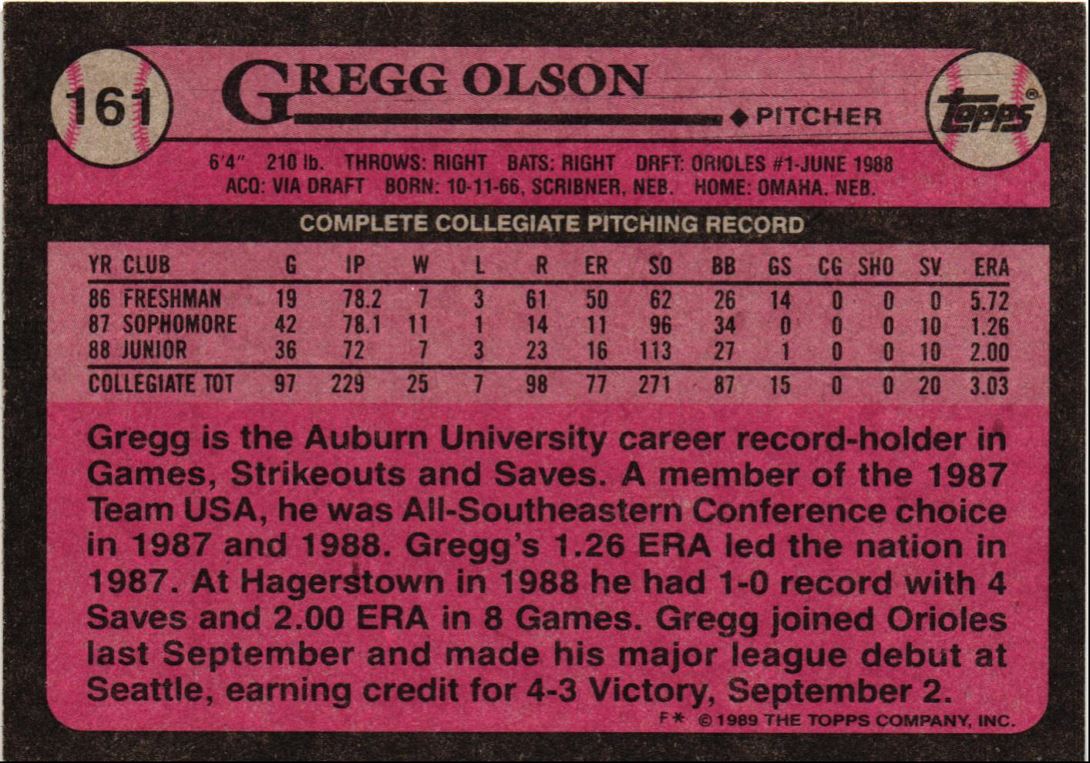 161
GREGG OLSON
◆ PITCHER
topps®
6'4" 210 lb. THROWS: RIGHT BATS: RIGHT DRFT: ORIOLES #1-JUNE 1988
ACQ: VIA DRAFT BORN: 10-11-66, SCRIBNER, NEB. HOME: OMAHA, NEB.
COMPLETE COLLEGIATE PITCHING RECORD
YR CLUB G IP W L R ER SO BB GS CG SHO SV ERA
86 FRESHMAN 19 78.2 7 3 61 50 62 26 14 0 0 0 5.72
87 SOPHOMORE 42 78.1 11 1 14 11 96 34 0 0 0 10 1.26
88 JUNIOR 36 72 7 3 23 16 113 27 1 0 0 10 2.00
COLLEGIATE TOT 97 229 25 7 98 77 271 87 15 0 0 20 3.03
Gregg is the Auburn University career record-holder in
Games, Strikeouts and Saves. A member of the 1987
Team USA, he was All-Southeastern Conference choice
in 1987 and 1988. Gregg's 1.26 ERA led the nation in
1987. At Hagerstown in 1988 he had 1-0 record with 4
Saves and 2.00 ERA in 8 Games. Gregg joined Orioles
last September and made his major league debut at
Seattle, earning credit for 4-3 Victory, September 2.
F* © 1989 THE TOPPS COMPANY, INC.